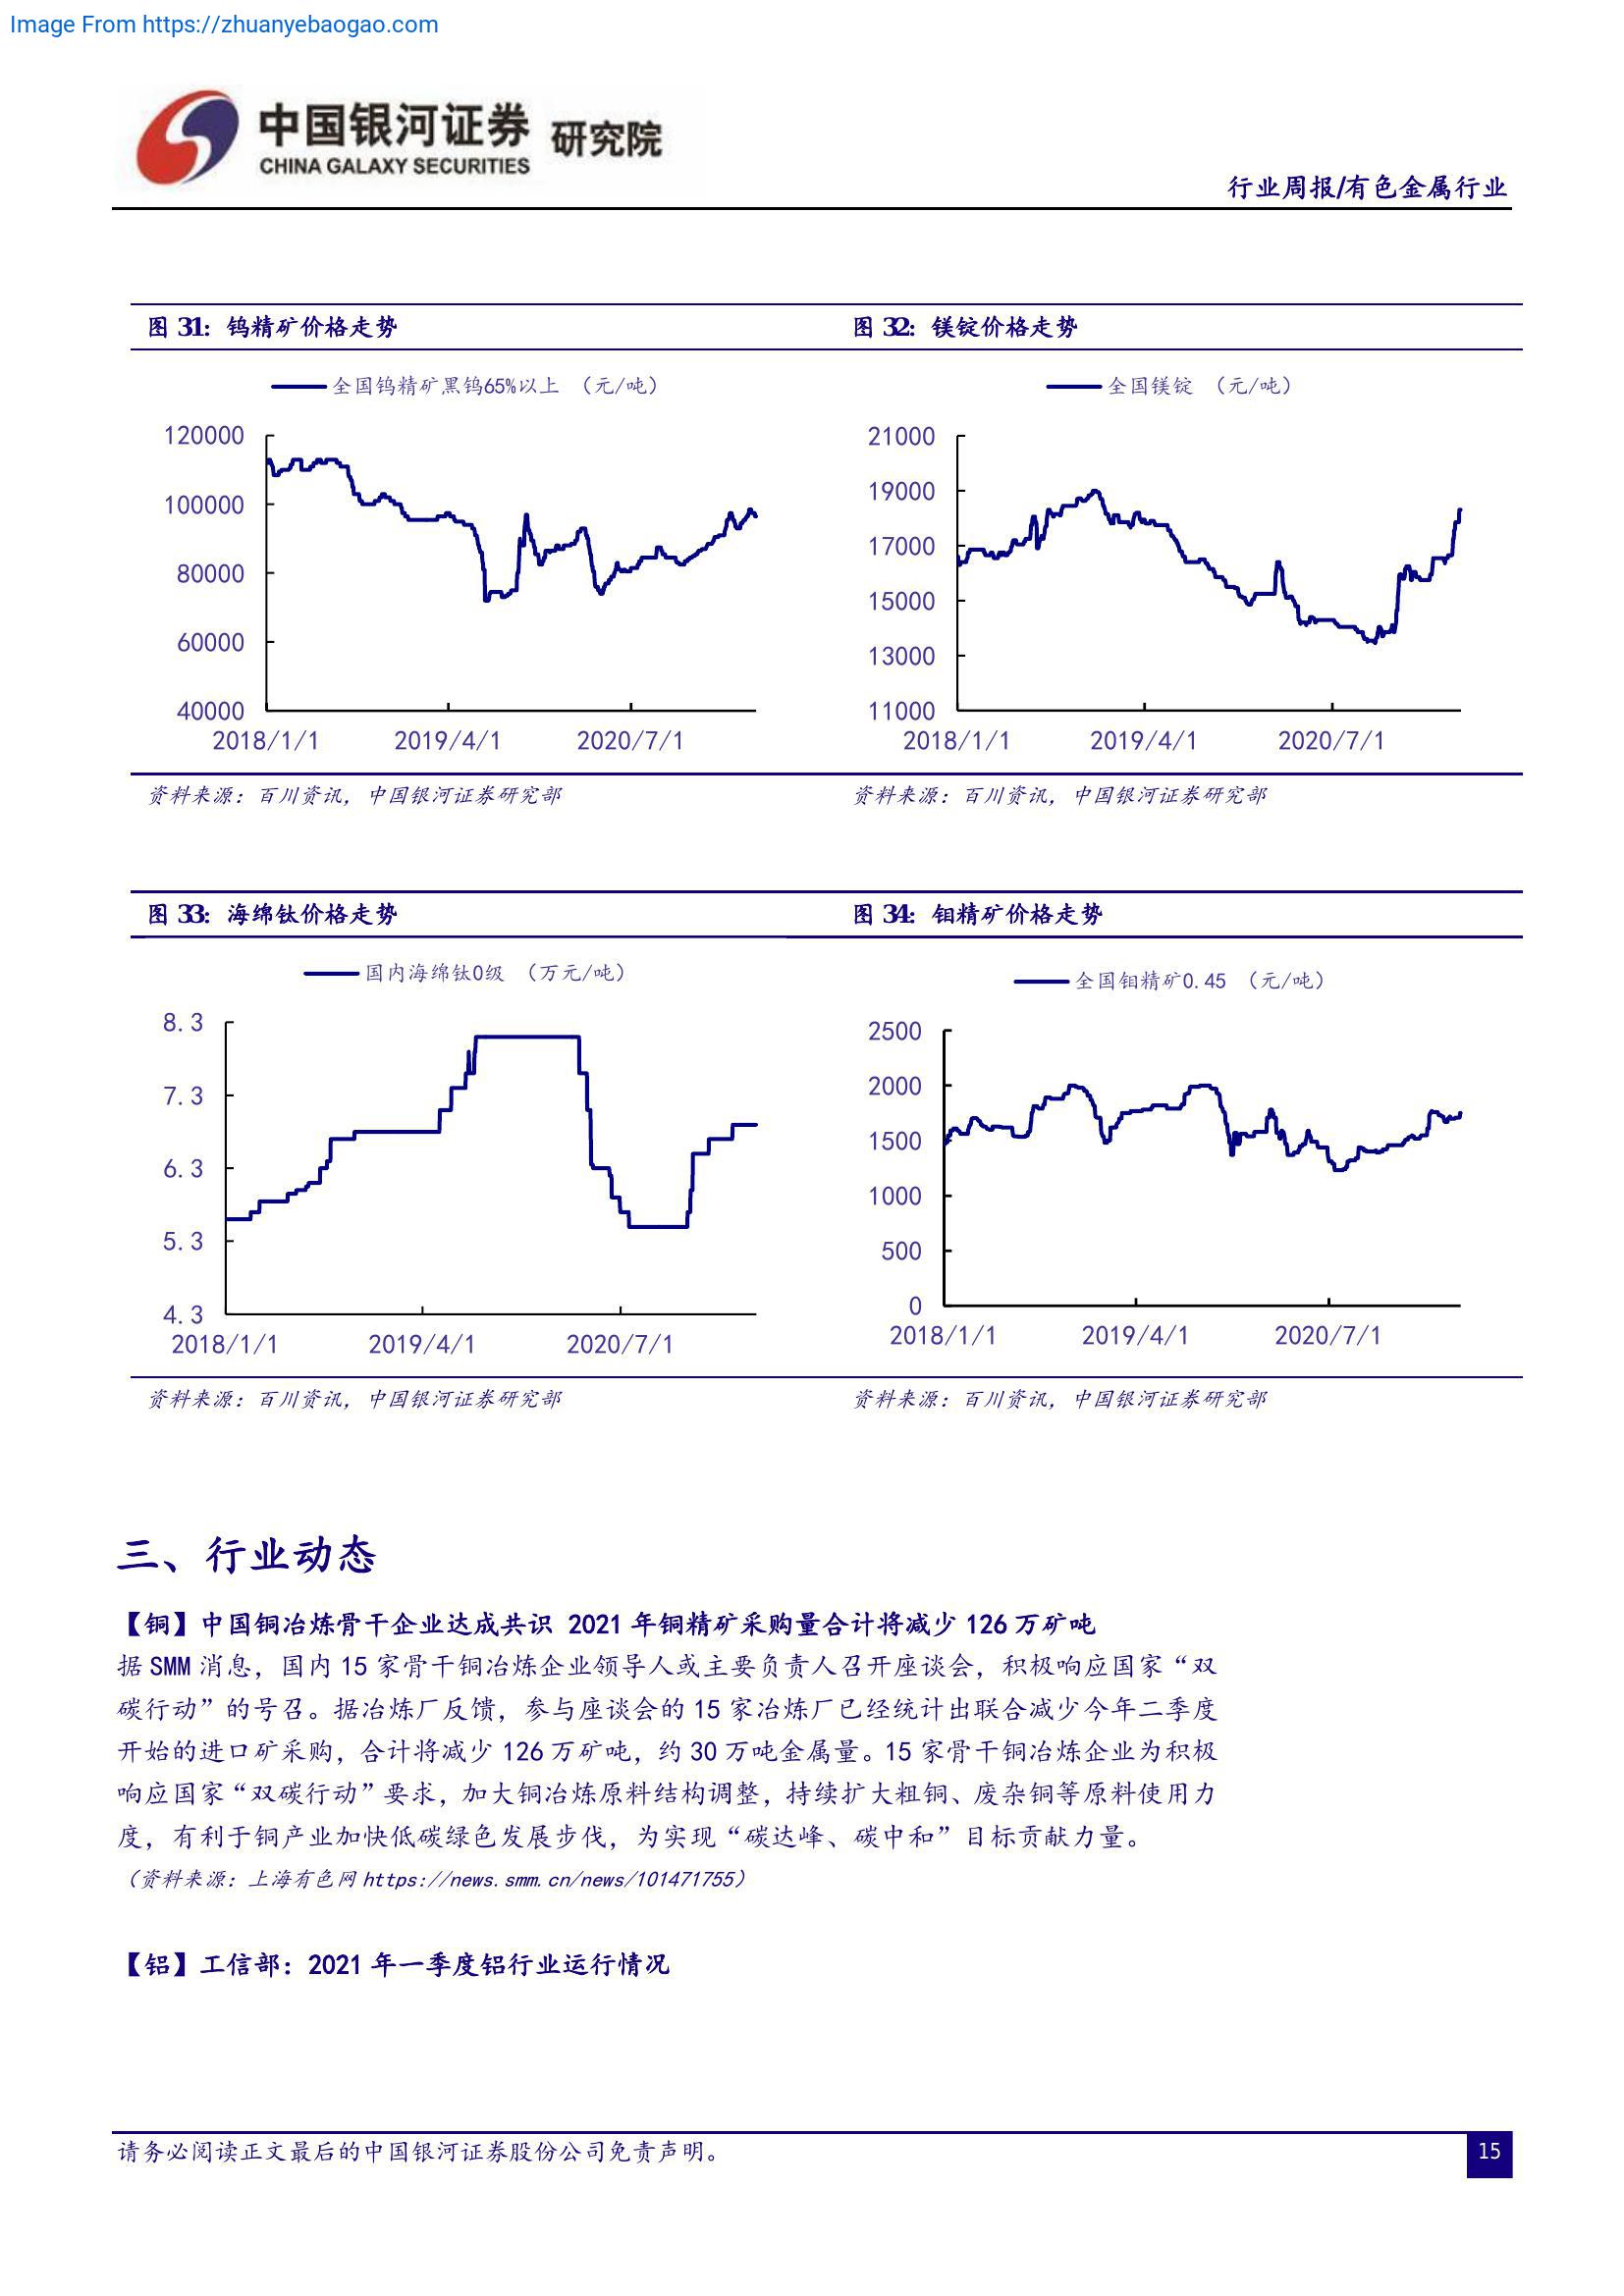 Image From https://zhuanyebaogao.com
中国银河证券 研究院
CHINA GALAXY SECURITIES
行业周报/有色金属行业
图 31: 钨精矿价格走势
图 32: 镁锭价格走势
全国钨精矿黑钨65%以上 （元/吨）
120000
100000
80000
60000
40000
2018/1/1 2019/4/1 2020/7/1
全国镁锭 （元/吨）
21000
19000
17000
15000
13000
11000
2018/1/1 2019/4/1 2020/7/1
资料来源：百川资讯，中国银河证券研究部
资料来源：百川资讯，中国银河证券研究部
图 33: 海绵钛价格走势
图 34: 钼精矿价格走势
国内海绵钛0级 （万元/吨）
8.3
7.3
6.3
5.3
4.3
2018/1/1 2019/4/1 2020/7/1
全国钼精矿0.45 （元/吨）
2500
2000
1500
1000
500
0
2018/1/1 2019/4/1 2020/7/1
资料来源：百川资讯，中国银河证券研究部
资料来源：百川资讯，中国银河证券研究部
三、行业动态
【铜】中国铜冶炼骨干企业达成共识 2021 年铜精矿采购量合计将减少 126 万矿吨
据 SMM 消息，国内 15 家骨干铜冶炼企业领导人或主要负责人召开座谈会，积极响应国家“双
碳行动”的号召。据冶炼厂反馈，参与座谈会的 15 家冶炼厂已经统计出联合减少今年二季度
开始的进口矿采购，合计将减少 126 万矿吨，约 30 万吨金属量。15 家骨干铜冶炼企业为积极
响应国家“双碳行动”要求，加大铜冶炼原料结构调整，持续扩大粗铜、废杂铜等原料使用力
度，有利于铜产业加快低碳绿色发展步伐，为实现“碳达峰、碳中和”目标贡献力量。
（资料来源：上海有色网 https://news.smm.cn/news/101471755）
【铝】工信部：2021 年一季度铝行业运行情况
请务必阅读正文最后的中国银河证券股份公司免责声明。
15